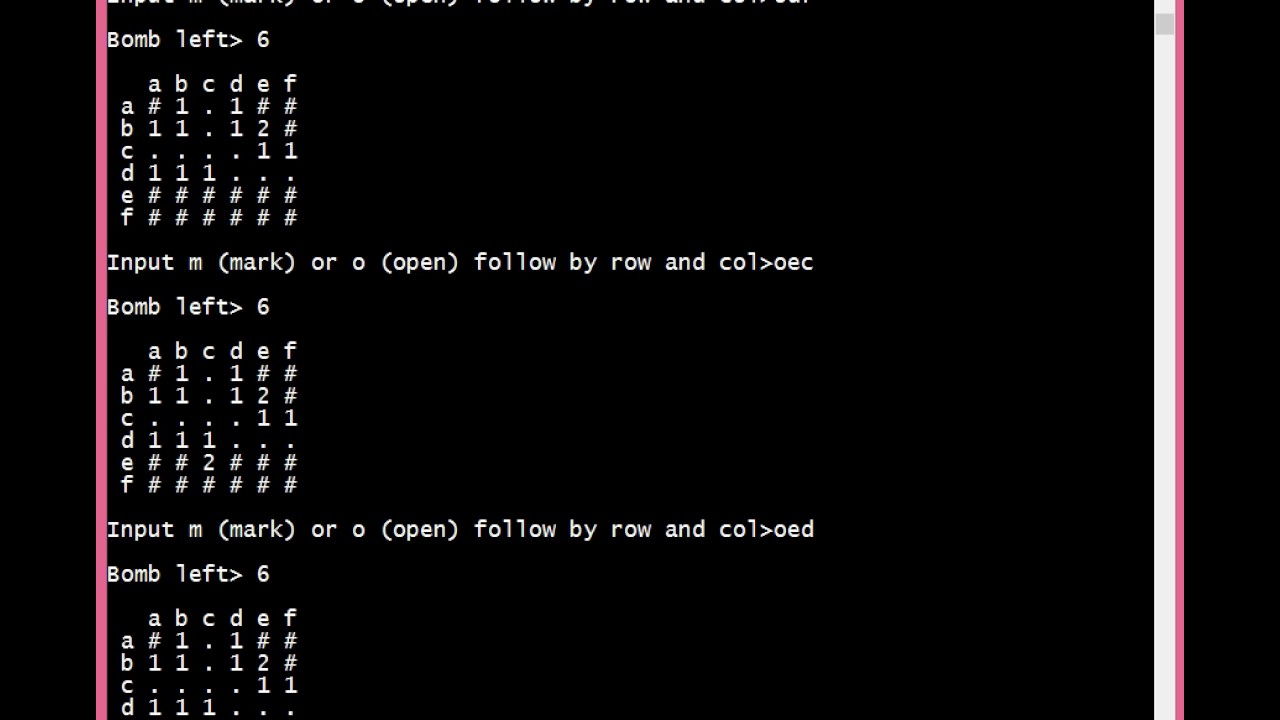 Input m (mark) or o (open) follow by row and col>
Bomb left> 6
a b c d e f
a # 1 . 1 # #
b 1 1 . 1 2 #
c . . . . 1 1
d 1 1 1 . . .
e # # # # # #
f # # # # # #
Input m (mark) or o (open) follow by row and col>oec
Bomb left> 6
a b c d e f
a # 1 . 1 # #
b 1 1 . 1 2 #
c . . . . 1 1
d 1 1 1 . . .
e # # 2 # # #
f # # # # # #
Input m (mark) or o (open) follow by row and col>oed
Bomb left> 6
a b c d e f
a # 1 . 1 # #
b 1 1 . 1 2 #
c . . . . 1 1
d 1 1 1 . . .